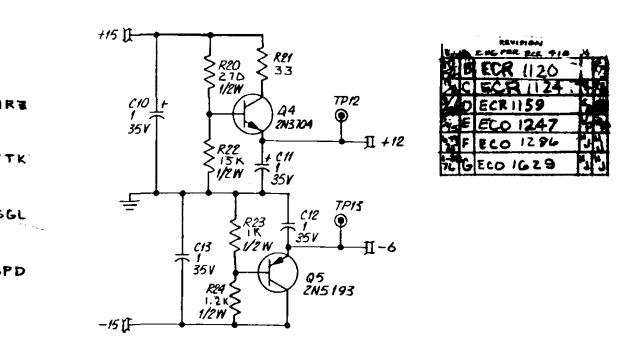 +15
R20
270
1/2W
R21
33
C10
+
1
35V
Q4
2N3704
TP12
+12
R22
15K
1/2W
+
C11
1
35V
TK
SGL
PD
R23
1K
1/2W
C12
1
35V
TP13
-6
C13
1
35V
R24
1.2K
1/2W
Q5
2N5193
-15
REVISION
B ECR 1120
C ECR 1124
D ECR 1159
E ECO 1247
F ECO 1286
G ECO 1629